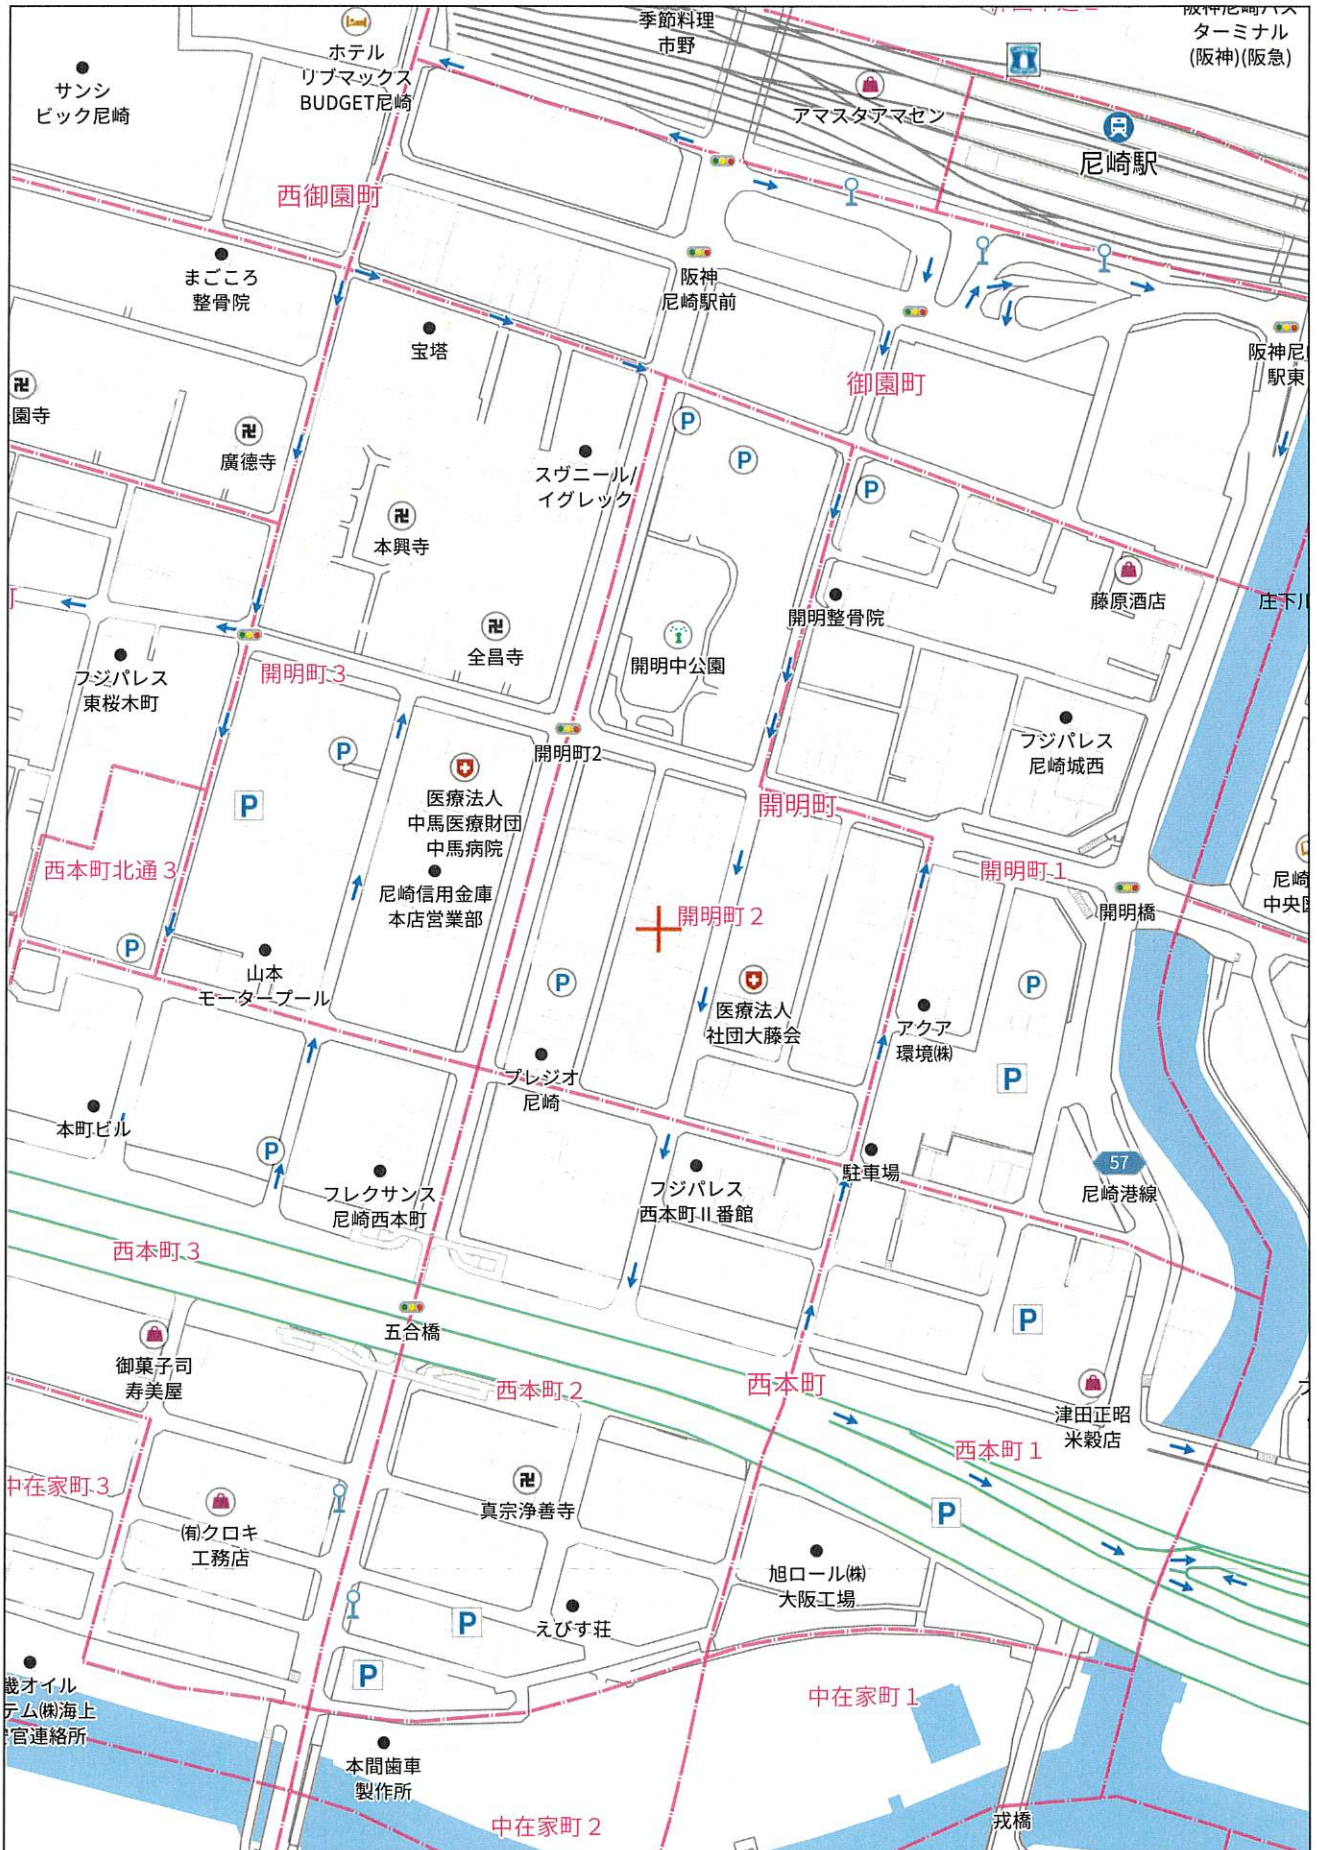 季節料理
市野
ターミナル
(阪神)(阪急)
ホテル
リブマックス
BUDGET尼崎
サンシ
ビック尼崎
アマスタアマセン
尼崎駅
西御園町
まごころ
整骨院
阪神
尼崎駅前
宝塔
阪神尼
駅東
御園町
園寺
P
廣徳寺
P
スヴニール/
イグレック
P
本興寺
藤原酒店
庄下川
開明整骨院
全昌寺
開明中公園
フジパレス
東桜木町
開明町3
フジパレス
尼崎城西
開明町2
P
医療法人
中馬医療財団
中馬病院
P
開明町
西本町北通3
開明町1
尼崎
中央
尼崎信用金庫
本店営業部
開明町2
開明橋
P
山本
モータープール
P
医療法人
社団大藤会
P
アクア
環境㈱
プレジオ
尼崎
P
本町ビル
P
フレクサンス
尼崎西本町
フジパレス
西本町Ⅱ番館
駐車場
57
尼崎港線
西本町3
五合橋
P
御菓子司
寿美屋
西本町2
西本町
津田正昭
米穀店
西本町1
中在家町3
真宗浄善寺
P
㈲クロキ
工務店
旭ロール㈱
大阪工場
P
えびす荘
P
オイル
テム㈱海上
官連絡所
中在家町1
本間歯車
製作所
中在家町2
戎橋